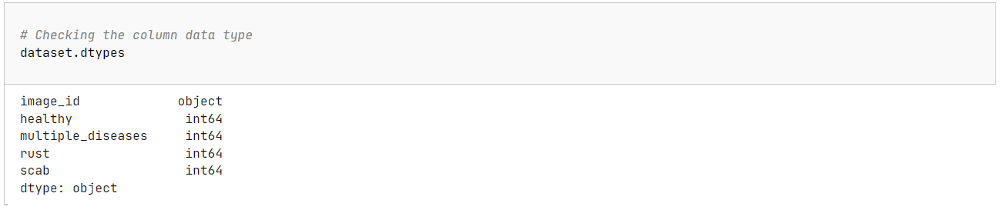 # Checking the column data type
dataset.dtypes
image_id object
healthy int64
multiple_diseases int64
rust int64
scab int64
dtype: object